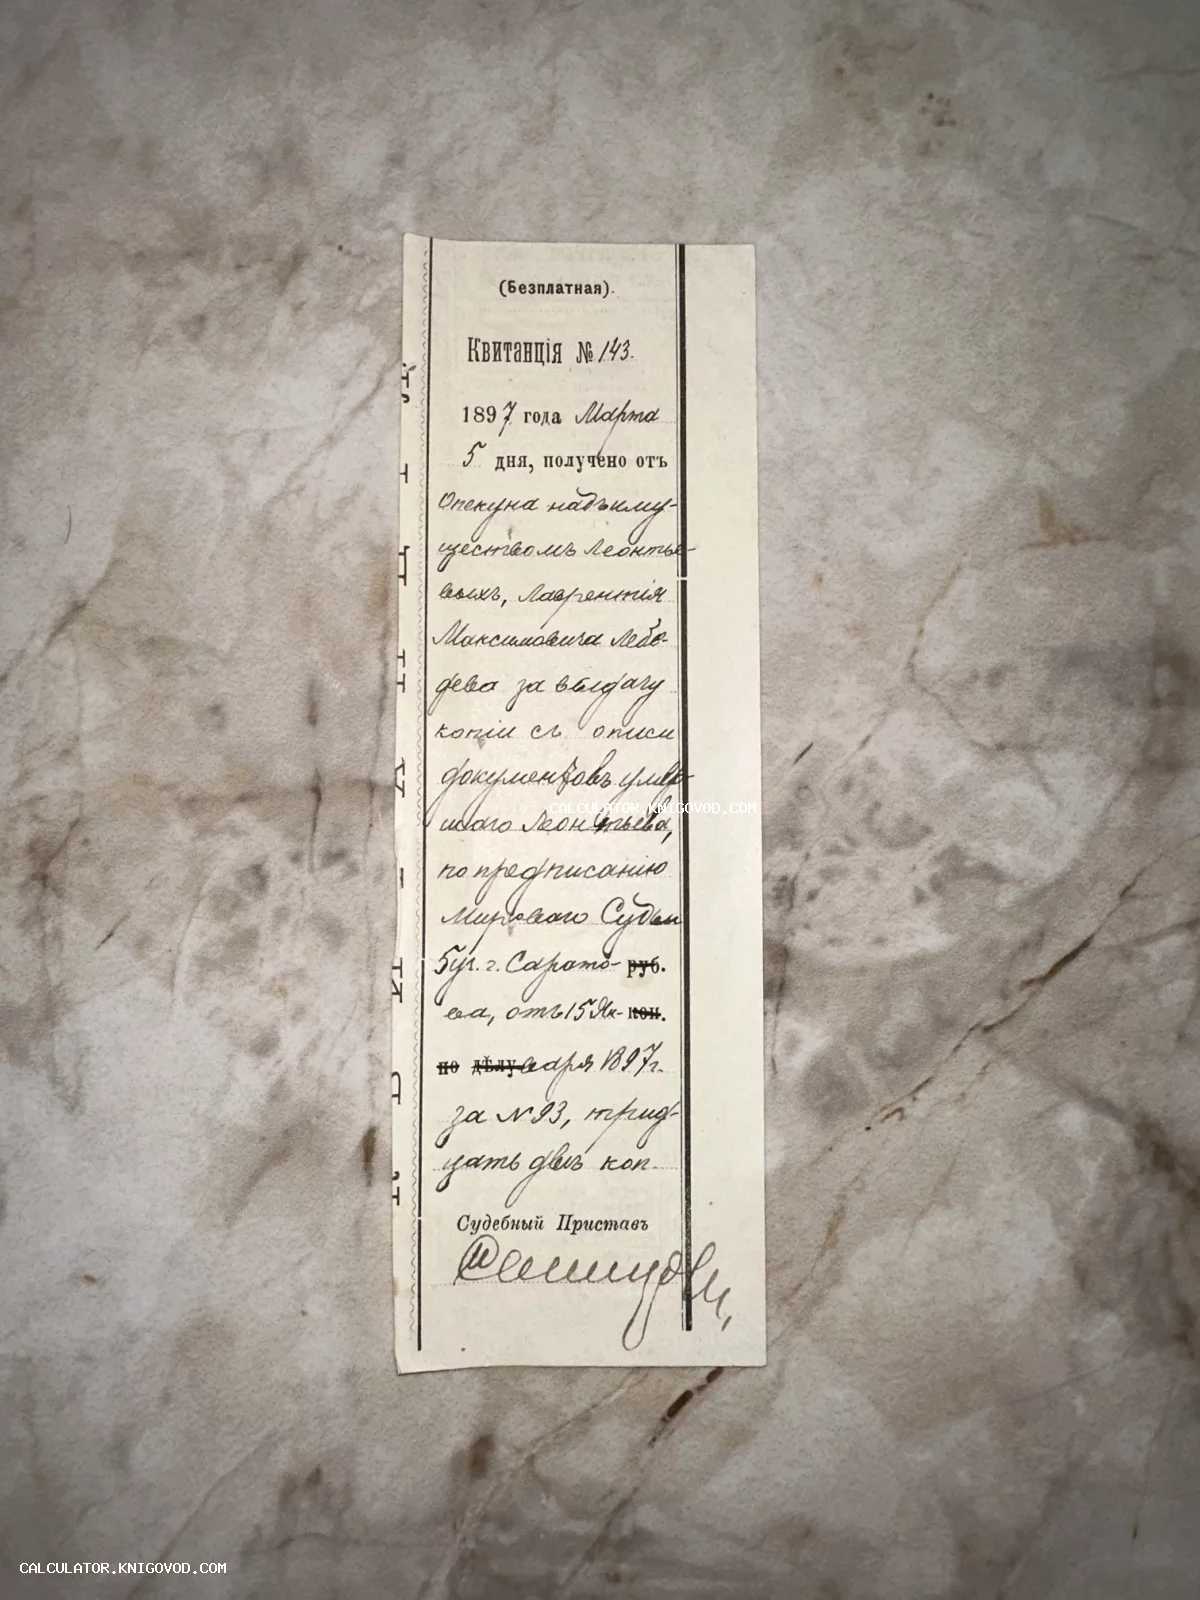 (Безплатная).
Квитанція № 143.
1897 года Марта
5 дня, получено отъ
Опекуна надъ иму-
ществомъ Леонтье-
выхъ, Лаврентія
Максимовича Лебе-
дева за выдачу
копіи съ описи
документовъ умер-
CALCULATOR.KNIGOVOD.COM
шаго Леонтьева,
по предписанію
Мироваго Судьи
5 уч. г. Сарато- руб.
ва, отъ 15 Ян- коп.
по дѣлу варя 1897 г.
за № 93, трид-
цать двѣ коп.
Судебный Приставъ
CALCULATOR.KNIGOVOD.COM